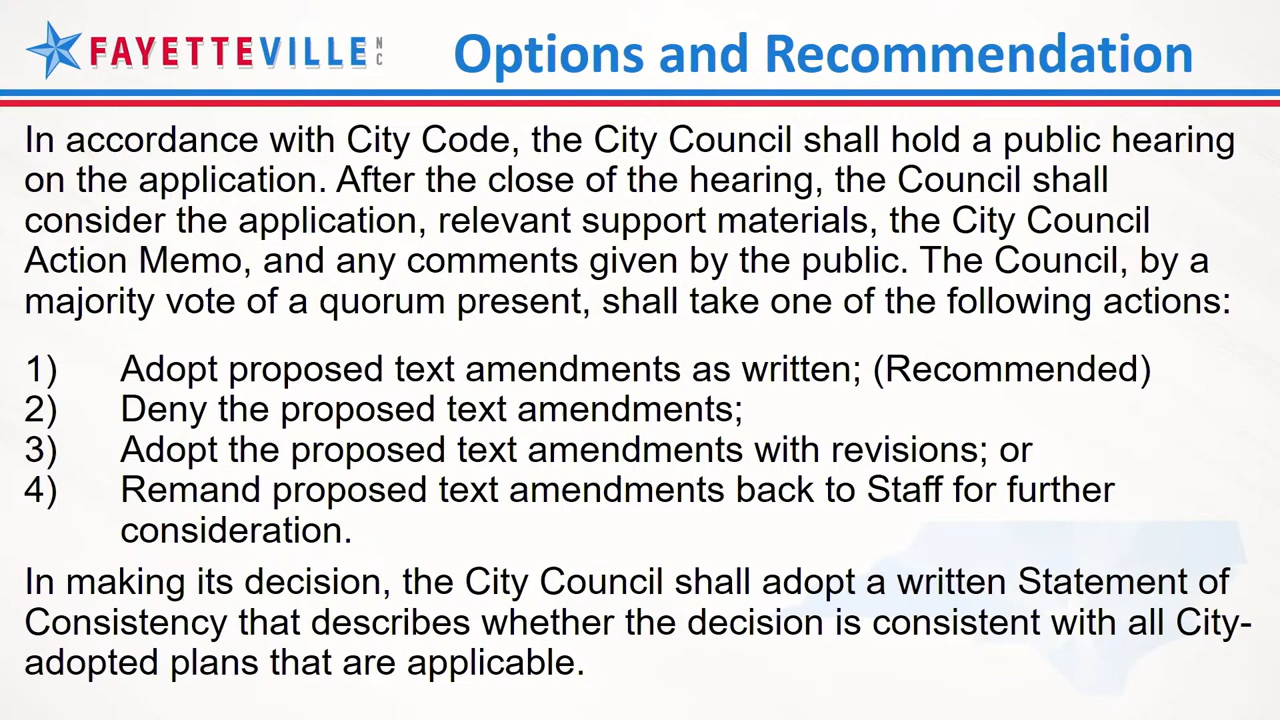 FAYETTEVILLE NC
Options and Recommendation
In accordance with City Code, the City Council shall hold a public hearing
on the application. After the close of the hearing, the Council shall
consider the application, relevant support materials, the City Council
Action Memo, and any comments given by the public. The Council, by a
majority vote of a quorum present, shall take one of the following actions:
1) Adopt proposed text amendments as written; (Recommended)
2) Deny the proposed text amendments;
3) Adopt the proposed text amendments with revisions; or
4) Remand proposed text amendments back to Staff for further
consideration.
In making its decision, the City Council shall adopt a written Statement of
Consistency that describes whether the decision is consistent with all City-
adopted plans that are applicable.